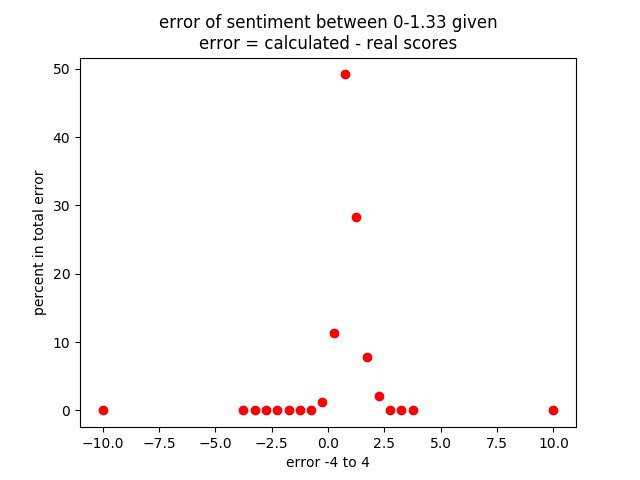 error of sentiment between 0-1.33 given
error = calculated - real scores
50
40
30
20
10
0
percent in total error
−10.0 −7.5 −5.0 −2.5 0.0 2.5 5.0 7.5 10.0
error -4 to 4